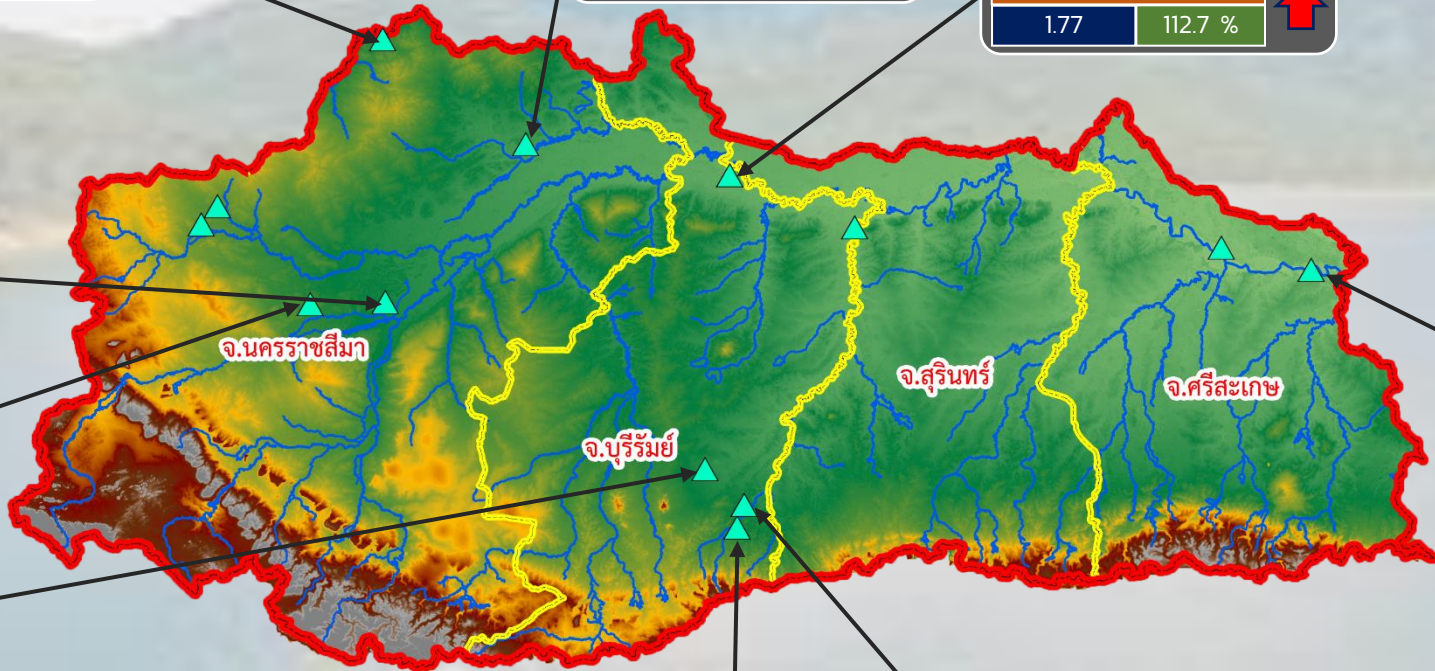 1.77 112.7 %
จ.นครราชสีมา
จ.สุรินทร์
จ.ศรีสะเกษ
จ.บุรีรัมย์